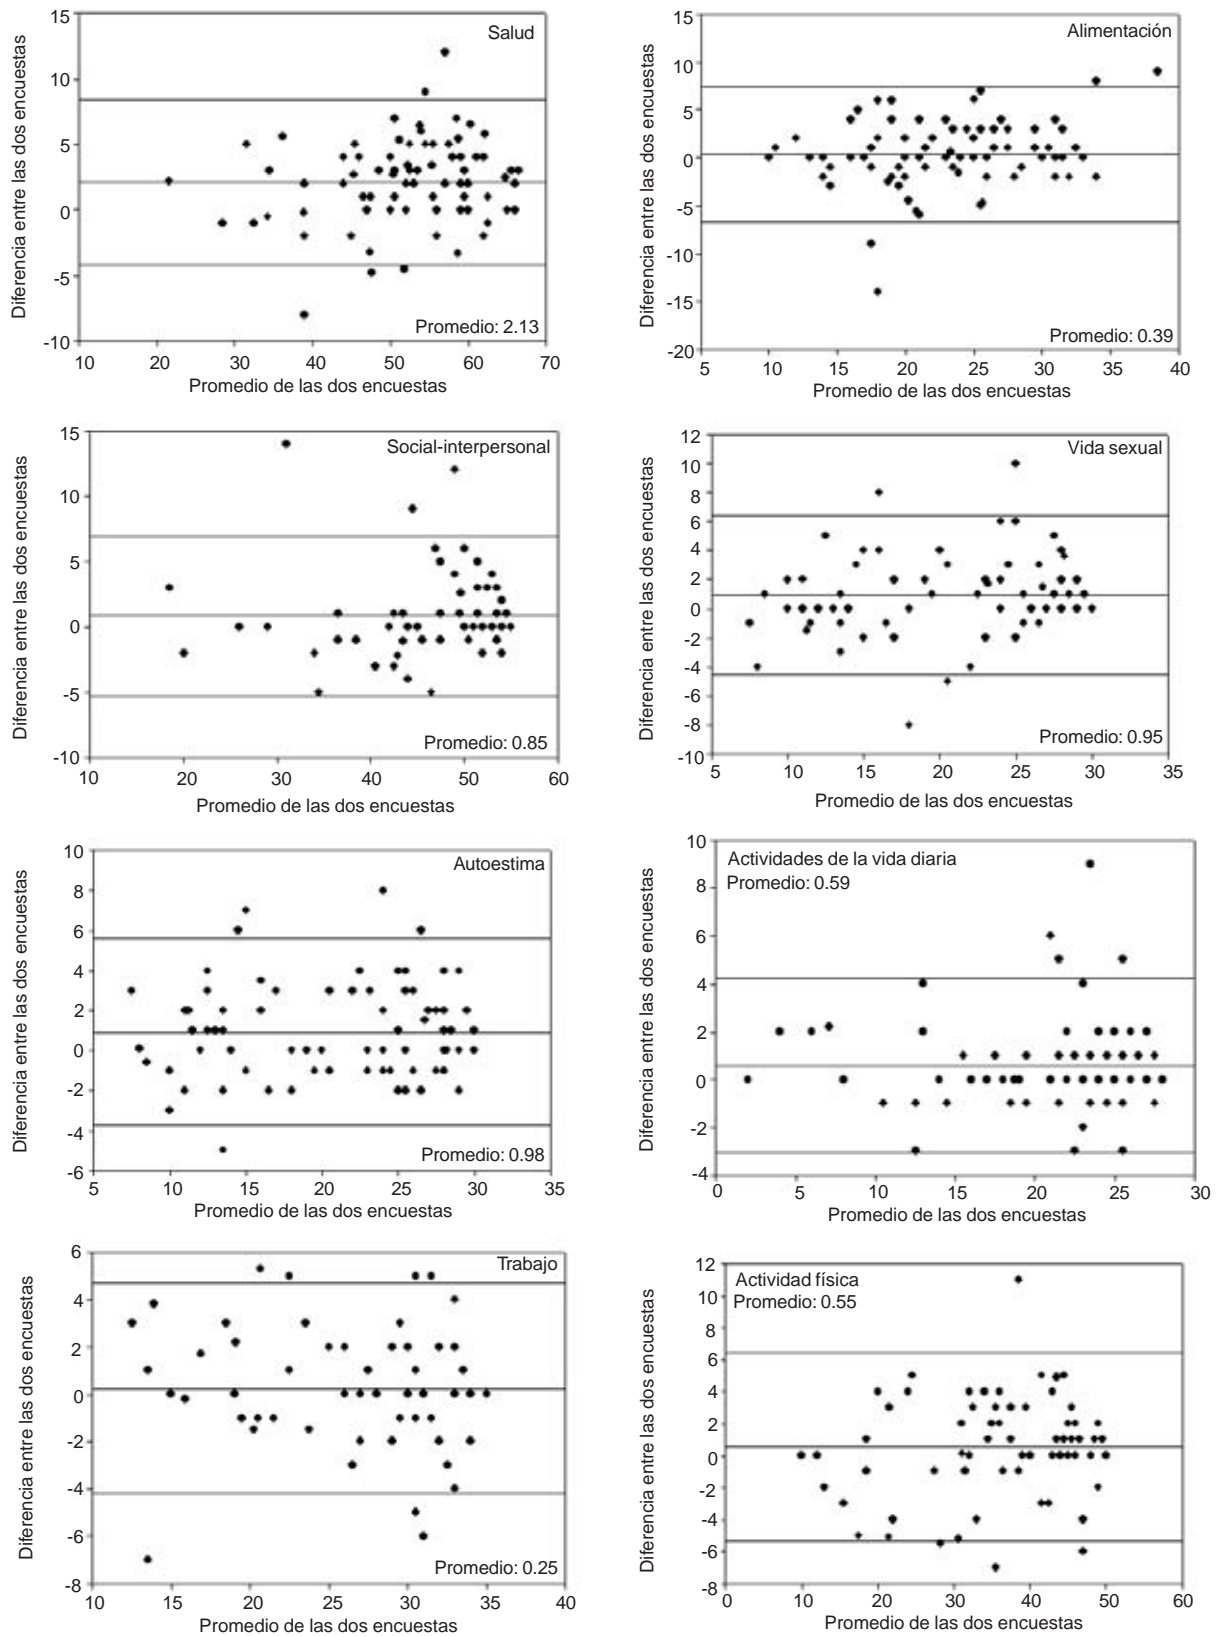 Salud
Diferencia entre las dos encuestas
15
10
5
0
-5
-10
Promedio: 2.13
10 20 30 40 50 60 70
Promedio de las dos encuestas
Alimentación
Diferencia entre las dos encuestas
15
10
5
0
-5
-10
-15
-20
Promedio: 0.39
5 10 15 20 25 30 35 40
Promedio de las dos encuestas
Social-interpersonal
Diferencia entre las dos encuestas
15
10
5
0
-5
-10
Promedio: 0.85
10 20 30 40 50 60
Promedio de las dos encuestas
Vida sexual
Diferencia entre las dos encuestas
12
10
8
6
4
2
0
-2
-4
-6
-8
-10
Promedio: 0.95
5 10 15 20 25 30 35
Promedio de las dos encuestas
Autoestima
Diferencia entre las dos encuestas
10
8
6
4
2
0
-2
-4
-6
Promedio: 0.98
5 10 15 20 25 30 35
Promedio de las dos encuestas
Actividades de la vida diaria
Promedio: 0.59
Diferencia entre las dos encuestas
10
8
6
4
2
0
-2
-4
0 5 10 15 20 25 30
Promedio de las dos encuestas
Trabajo
Diferencia entre las dos encuestas
6
4
2
0
-2
-4
-6
-8
Promedio: 0.25
10 15 20 25 30 35 40
Promedio de las dos encuestas
Actividad física
Promedio: 0.55
Diferencia entre las dos encuestas
12
10
8
6
4
2
0
-2
-4
-6
-8
0 10 20 30 40 50 60
Promedio de las dos encuestas